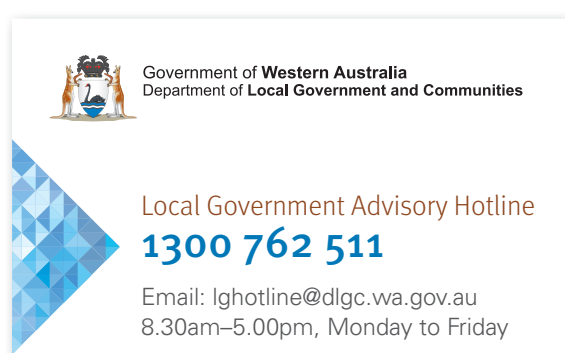 Government of Western Australia
Department of Local Government and Communities
Local Government Advisory Hotline
1300 762 511
Email: lghotline@dlgc.wa.gov.au
8.30am–5.00pm, Monday to Friday